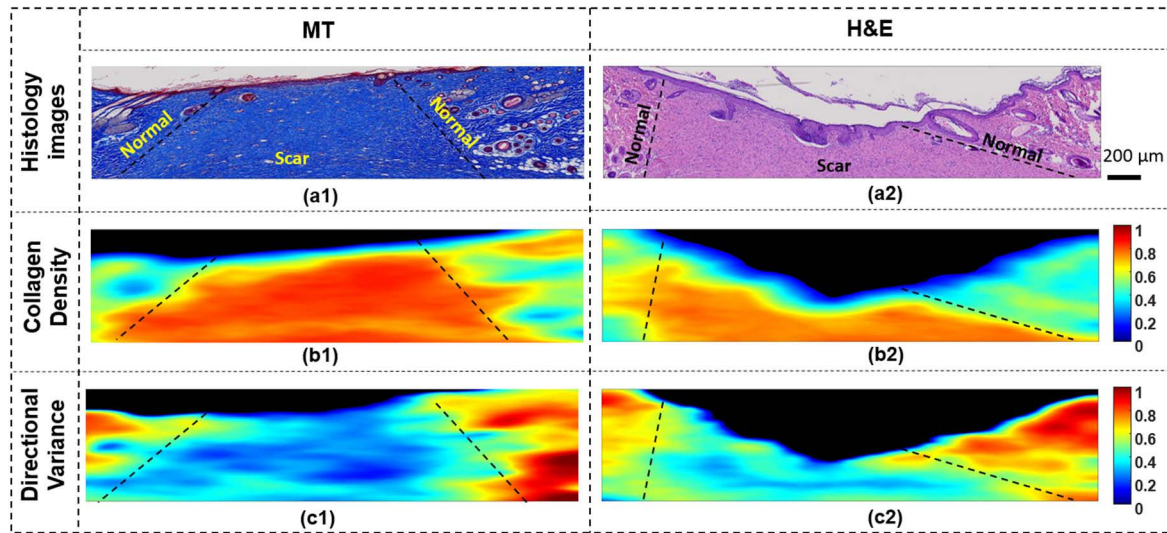 MT
H&E
Histology
images
Normal
Scar
Normal
Normal
Scar
Normal
200 μm
(a1)
(a2)
Collagen
Density
1
0.8
0.6
0.4
0.2
0
(b1)
(b2)
Directional
Variance
1
0.8
0.6
0.4
0.2
0
(c1)
(c2)